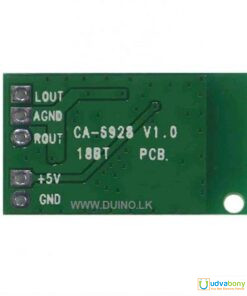 LOUT
AGND
ROUT
CA-6928 V1.0
18BT PCB.
+5V
GND
WWW.DUINO.LK
udvabony